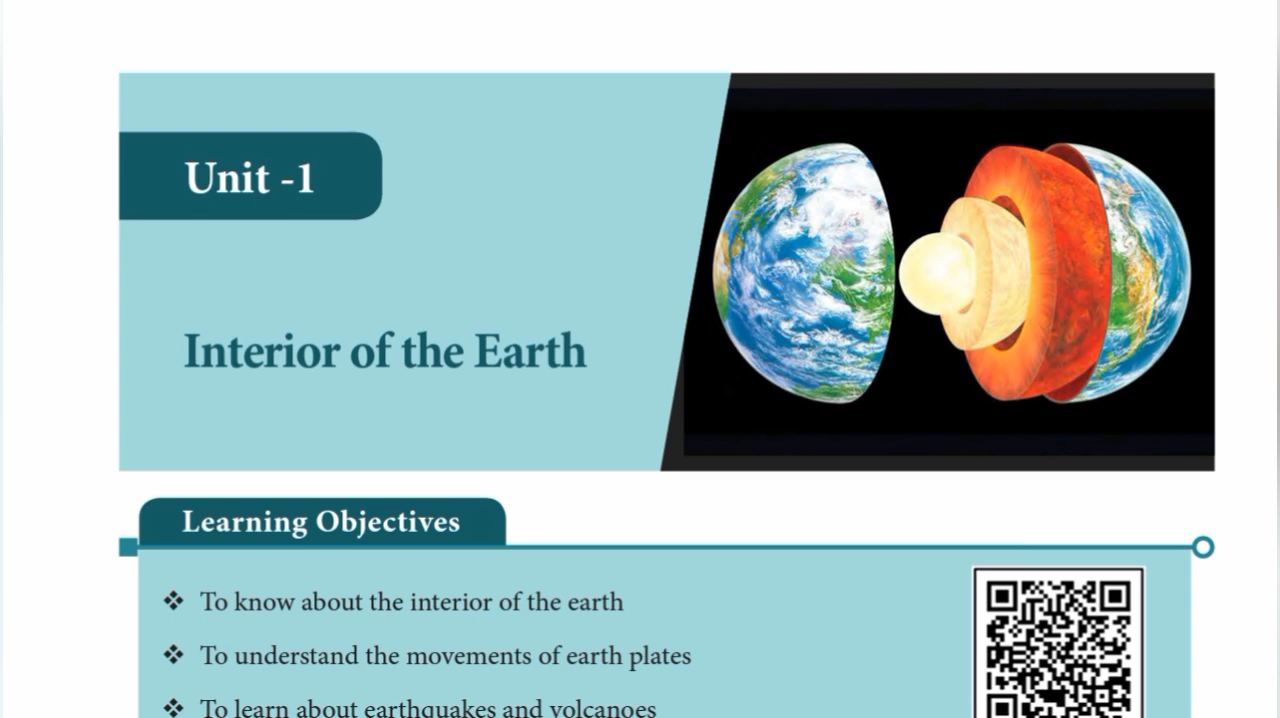 Unit -1
Interior of the Earth
Learning Objectives
❖ To know about the interior of the earth
❖ To understand the movements of earth plates
❖ To learn about earthquakes and volcanoes